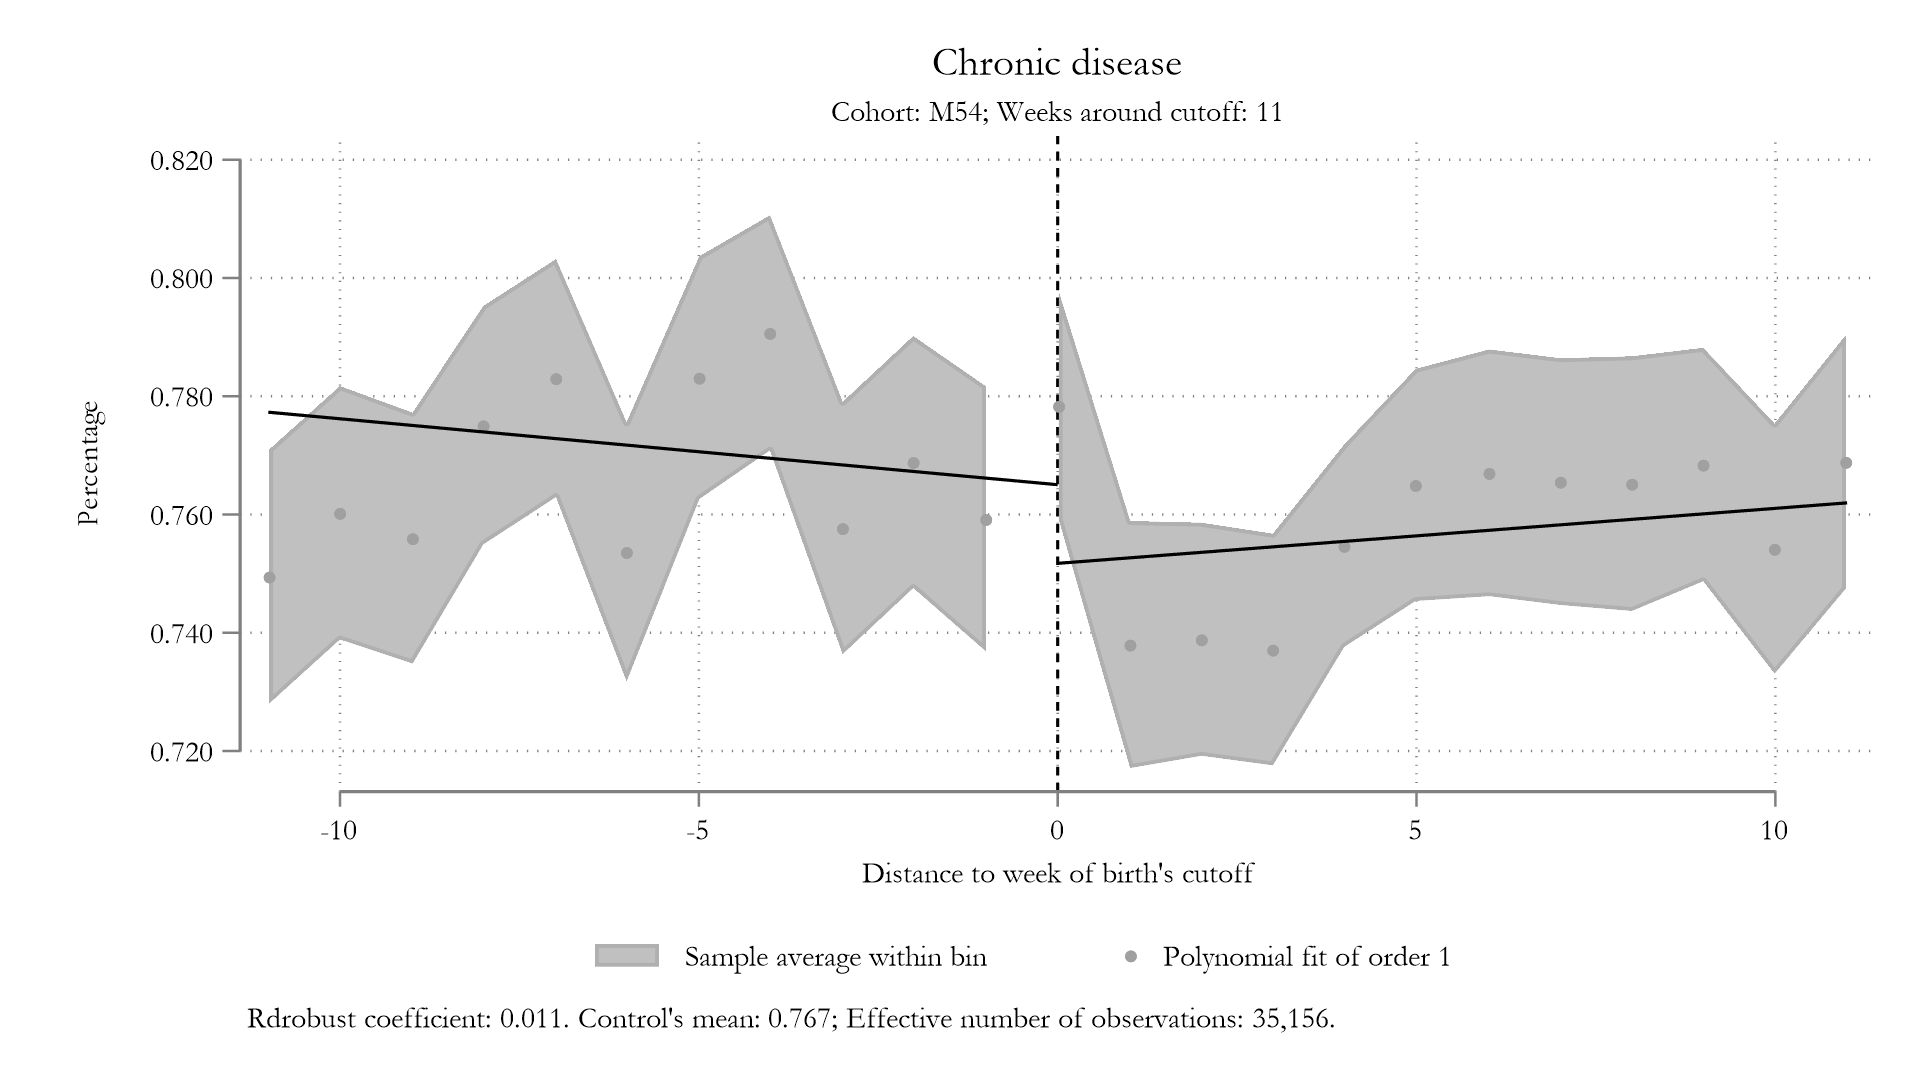 Chronic disease
Cohort: M54; Weeks around cutoff: 11
0.820
0.800
0.780
0.760
0.740
0.720
Percentage
-10
-5
0
5
10
Distance to week of birth's cutoff
Sample average within bin
Polynomial fit of order 1
Rdrobust coefficient: 0.011. Control's mean: 0.767; Effective number of observations: 35,156.